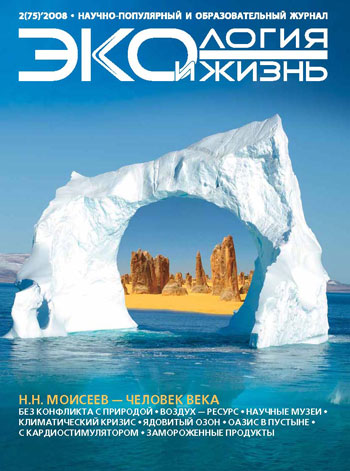 2(75)'2008 • НАУЧНО-ПОПУЛЯРНЫЙ И ОБРАЗОВАТЕЛЬНЫЙ ЖУРНАЛ
ЭКОЛОГИЯ
И ЖИЗНЬ
Н.Н. МОИСЕЕВ — ЧЕЛОВЕК ВЕКА
БЕЗ КОНФЛИКТА С ПРИРОДОЙ • ВОЗДУХ — РЕСУРС • НАУЧНЫЕ МУЗЕИ •
КЛИМАТИЧЕСКИЙ КРИЗИС • ЯДОВИТЫЙ ОЗОН • ОАЗИС В ПУСТЫНЕ •
С КАРДИОСТИМУЛЯТОРОМ • ЗАМОРОЖЕННЫЕ ПРОДУКТЫ